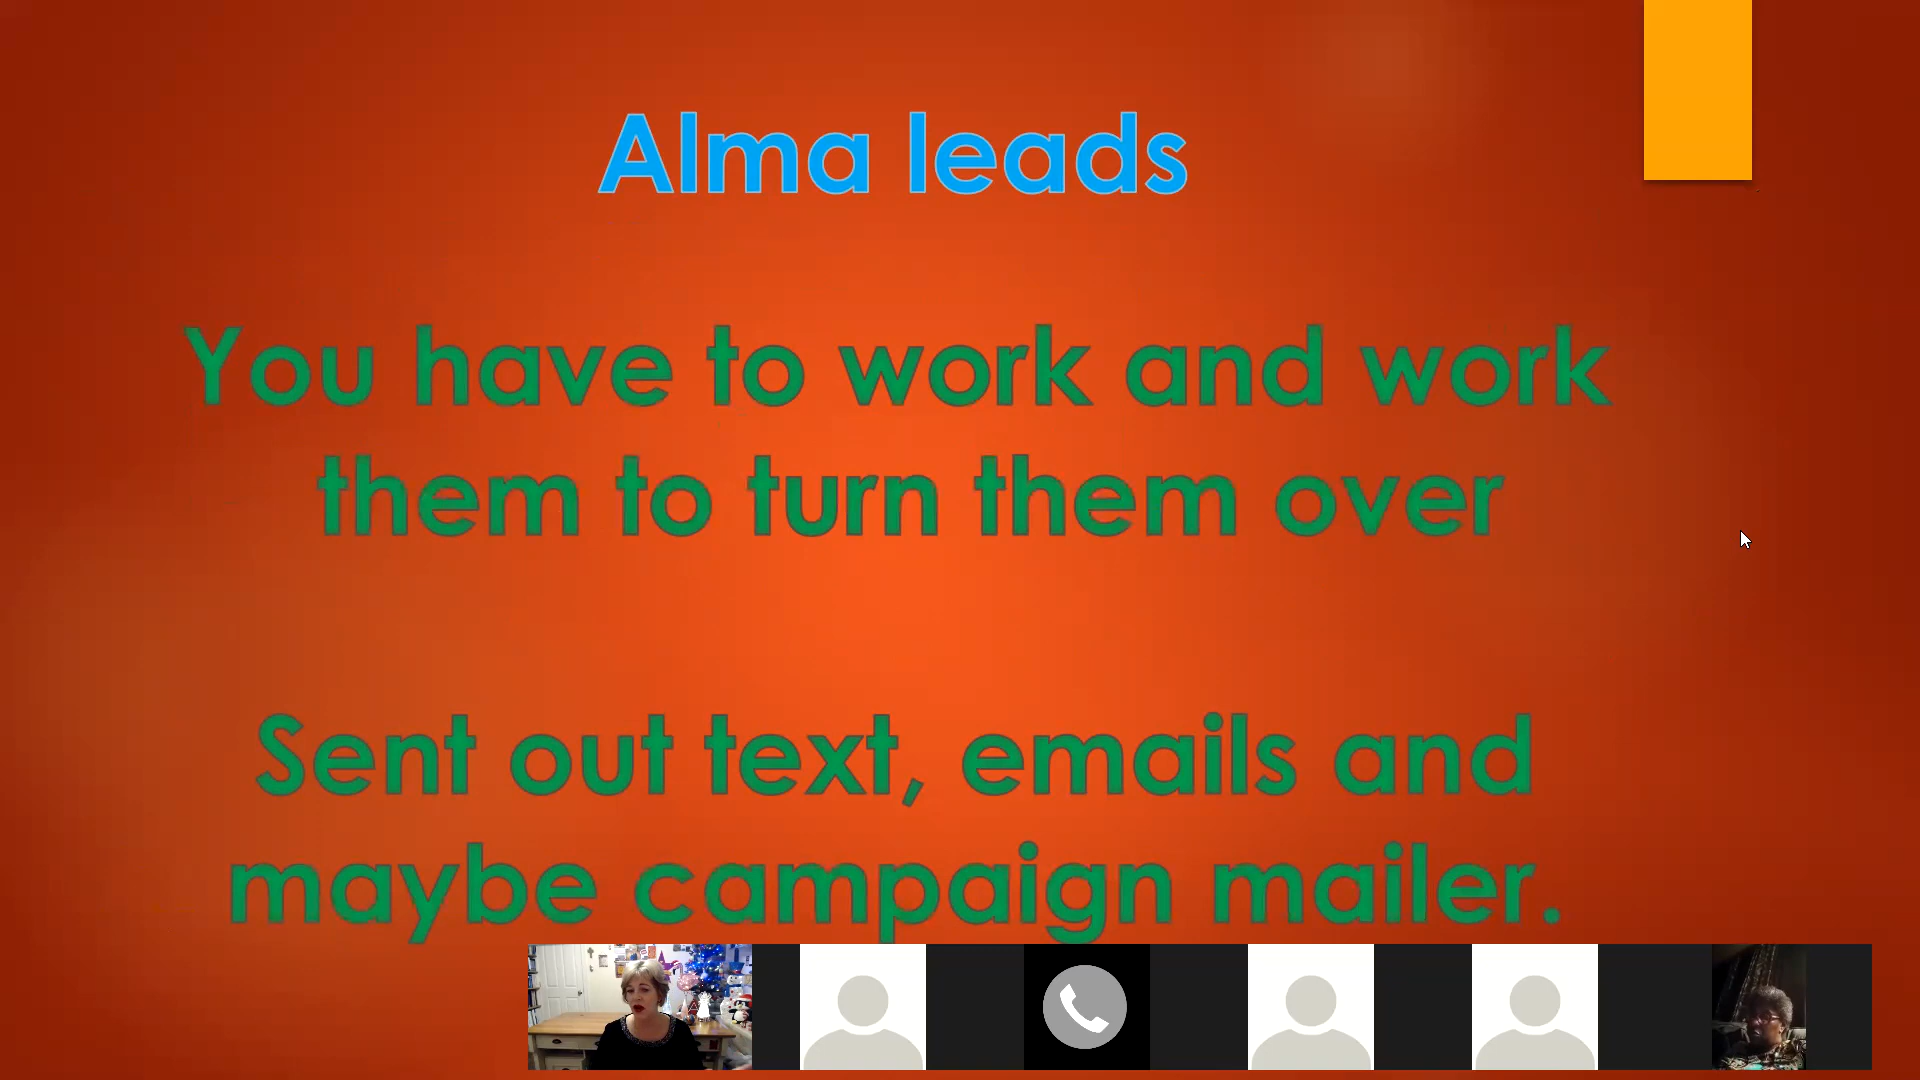 Alma leads
You have to work and work
them to turn them over
Sent out text, emails and
maybe campaign mailer.